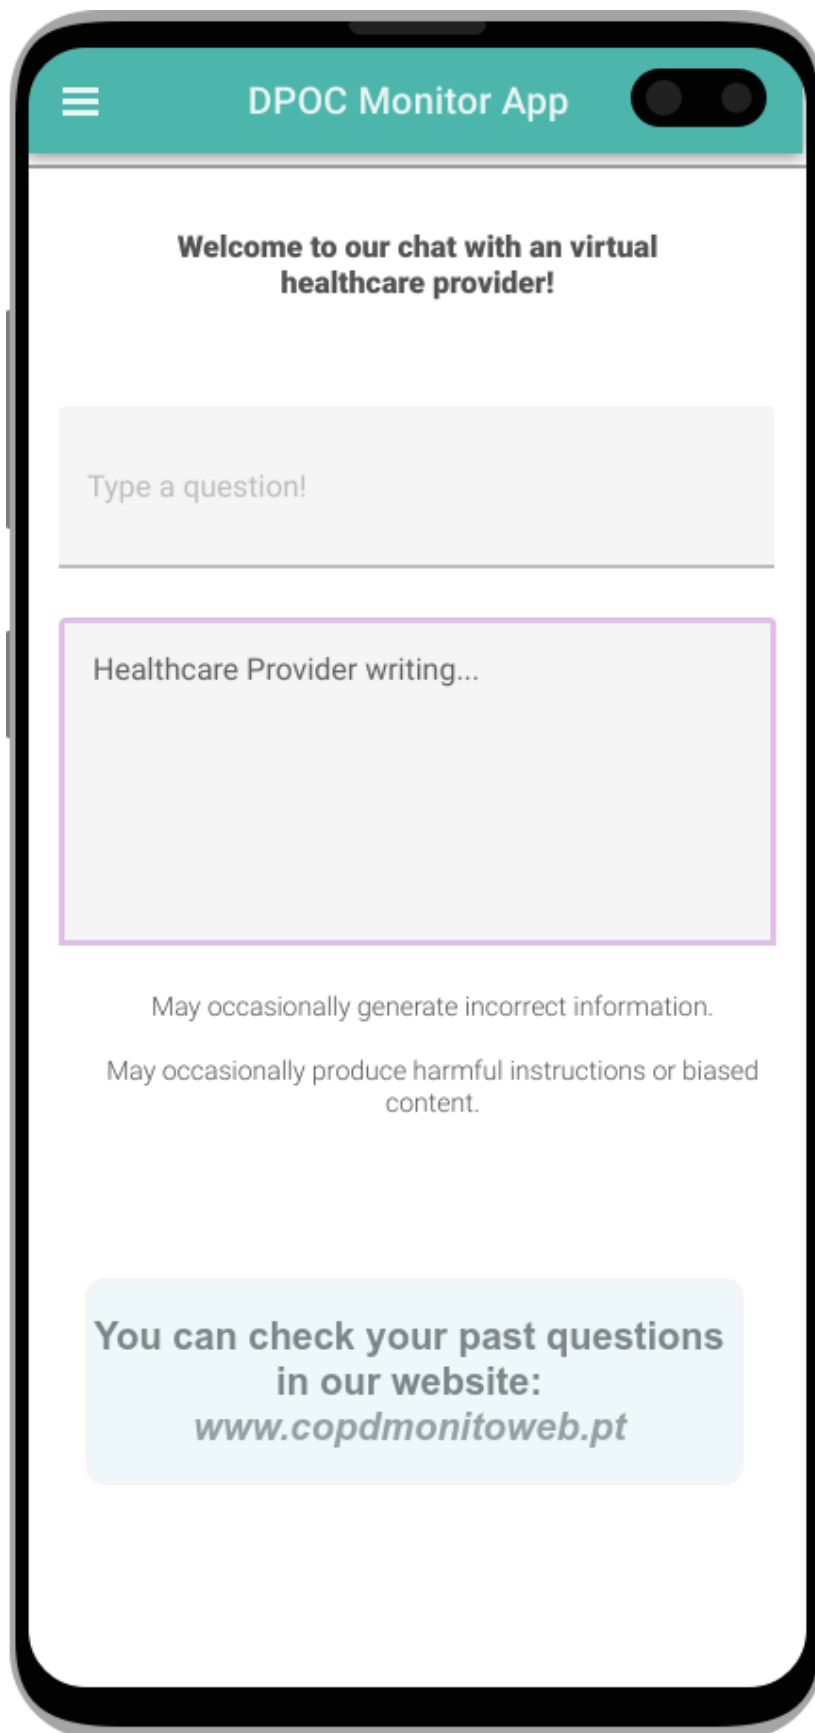 DPOC Monitor App
Welcome to our chat with an virtual
healthcare provider!
Type a question!
Healthcare Provider writing...
May occasionally generate incorrect information.
May occasionally produce harmful instructions or biased
content.
You can check your past questions
in our website:
www.copdmonitoweb.pt